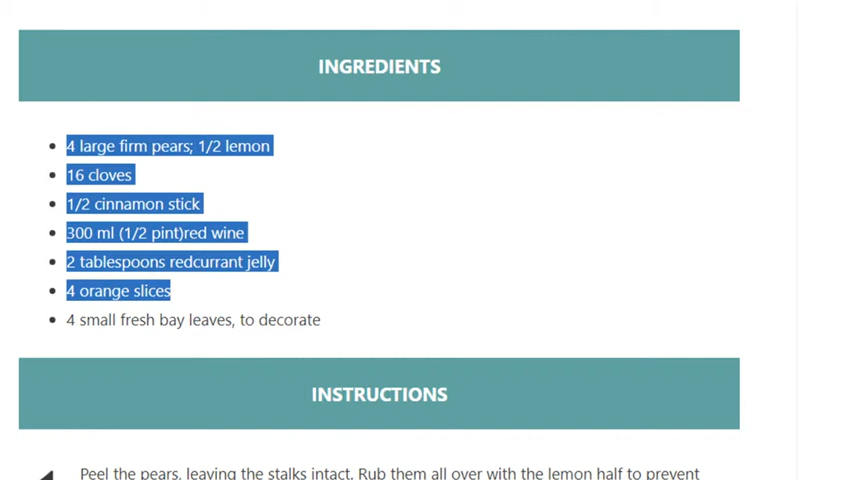 INGREDIENTS
4 large firm pears; 1/2 lemon
16 cloves
1/2 cinnamon stick
300 ml (1/2 pint)red wine
2 tablespoons redcurrant jelly
4 orange slices
4 small fresh bay leaves, to decorate
INSTRUCTIONS
Peel the pears, leaving the stalks intact. Rub them all over with the lemon half to prevent